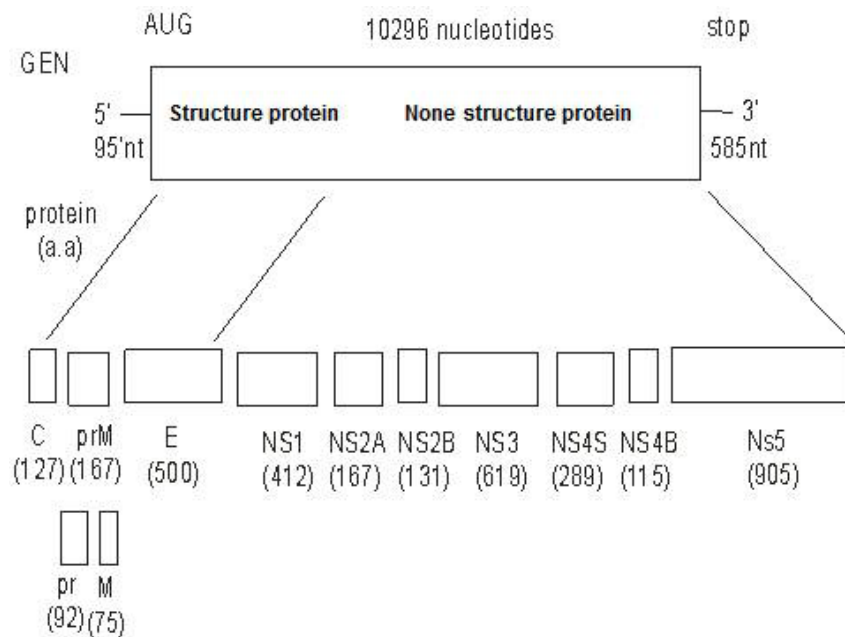 AUG 10296 nucleotides stop
GEN
5' Structure protein None structure protein 3'
95'nt 585nt
protein
(a.a)
C prM E NS1 NS2A NS2B NS3 NS4S NS4B Ns5
(127) (167) (500) (412) (167) (131) (619) (289) (115) (905)
pr M
(92) (75)